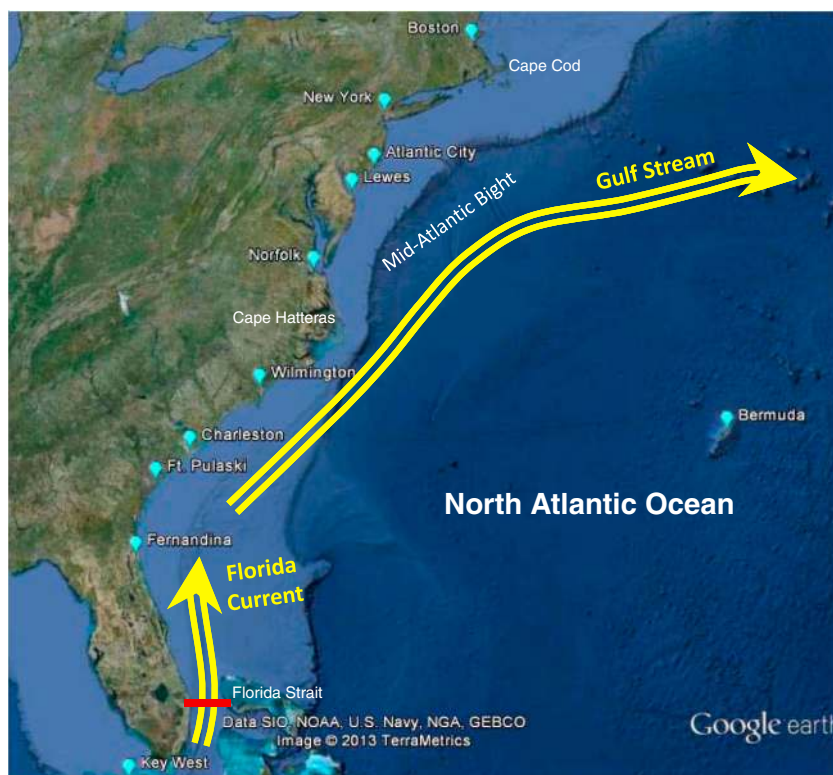 Boston
Cape Cod
New York
Atlantic City
Lewes
Gulf Stream
Mid-Atlantic Bight
Norfolk
Cape Hatteras
Wilmington
Bermuda
Charleston
Ft. Pulaski
North Atlantic Ocean
Fernandina
Florida
Current
Florida Strait
Data SIO, NOAA, U.S. Navy, NGA, GEBCO
Image © 2013 TerraMetrics
Google earth
Key West